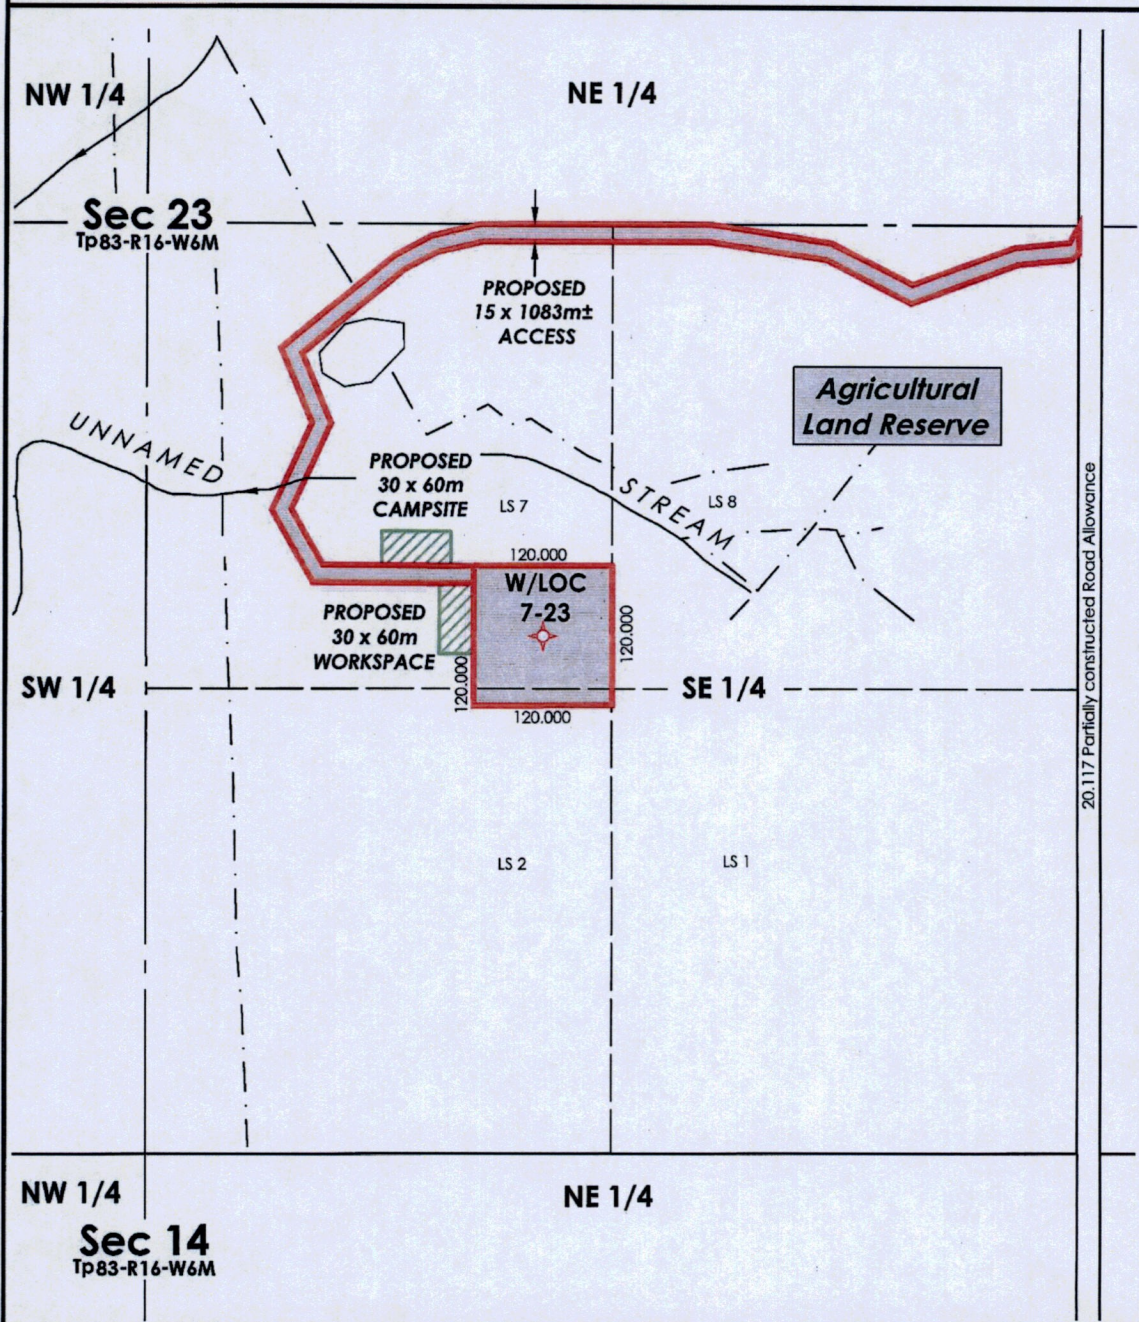 NW 1/4
NE 1/4
Sec 23
Tp83-R16-W6M
PROPOSED
15 x 1083m±
ACCESS
Agricultural
Land Reserve
UNNAMED
STREAM
PROPOSED
30 x 60m
CAMPSITE
LS 7
LS 8
120.000
W/LOC
7-23
PROPOSED
30 x 60m
WORKSPACE
120.000
120.000
120.000
SW 1/4
SE 1/4
20.117 Partially constructed Road Allowance
LS 2
LS 1
NW 1/4
NE 1/4
Sec 14
Tp83-R16-W6M